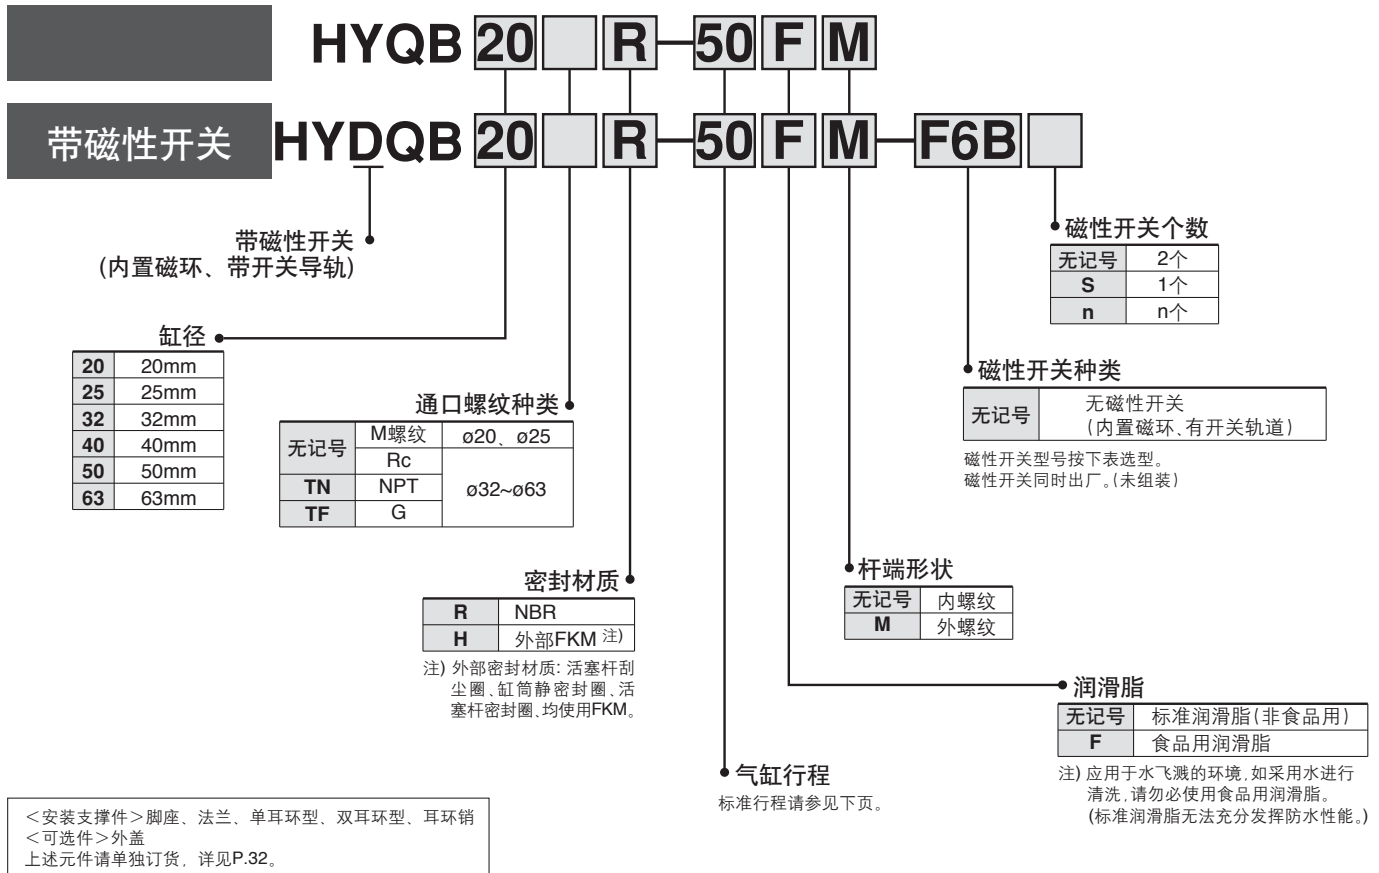 HYQB 20 R-50 F M
带磁性开关 HYDQB 20 R-50 F M-F6B
带磁性开关
(内置磁环、带开关导轨)
缸径
20 20mm
25 25mm
32 32mm
40 40mm
50 50mm
63 63mm
通口螺纹种类
无记号 M螺纹 ø20、ø25
Rc ø32~ø63
TN NPT
TF G
密封材质
R NBR
H 外部FKM 注)
注) 外部密封材质: 活塞杆刮
尘圈、缸筒静密封圈、活
塞杆密封圈、均使用FKM。
气缸行程
标准行程请参见下页。
磁性开关个数
无记号 2个
S 1个
n n个
磁性开关种类
无记号 无磁性开关
(内置磁环、有开关轨道)
磁性开关型号按下表选型。
磁性开关同时出厂。(未组装)
杆端形状
无记号 内螺纹
M 外螺纹
润滑脂
无记号 标准润滑脂(非食品用)
F 食品用润滑脂
注) 应用于水飞溅的环境,如采用水进行
清洗,请勿必使用食品用润滑脂。
(标准润滑脂无法充分发挥防水性能。)
<安装支撑件>脚座、法兰、单耳环型、双耳环型、耳环销
<可选件>外盖
上述元件请单独订货，详见P.32。